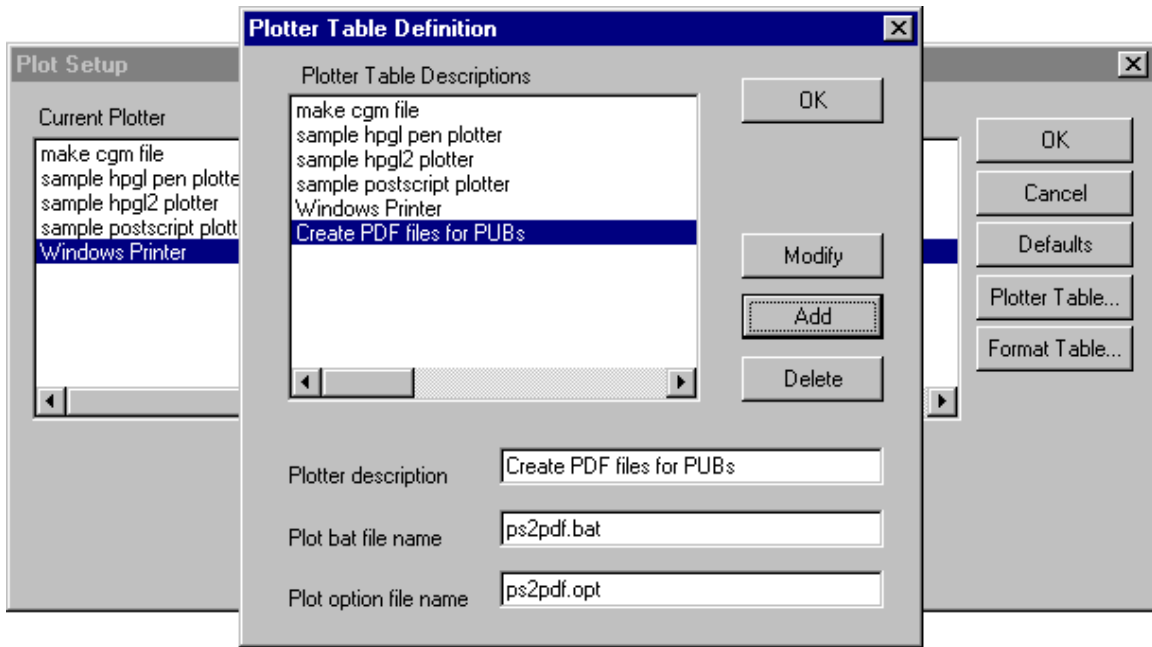 Plot Setup
Current Plotter
make cgm file
sample hpgl pen plotte
sample hpgl2 plotter
sample postscript plott
Windows Printer
OK
Cancel
Defaults
Plotter Table...
Format Table...
Plotter Table Definition
Plotter Table Descriptions
make cgm file
sample hpgl pen plotter
sample hpgl2 plotter
sample postscript plotter
Windows Printer
Create PDF files for PUBs
OK
Modify
Add
Delete
Plotter description
Create PDF files for PUBs
Plot bat file name
ps2pdf.bat
Plot option file name
ps2pdf.opt